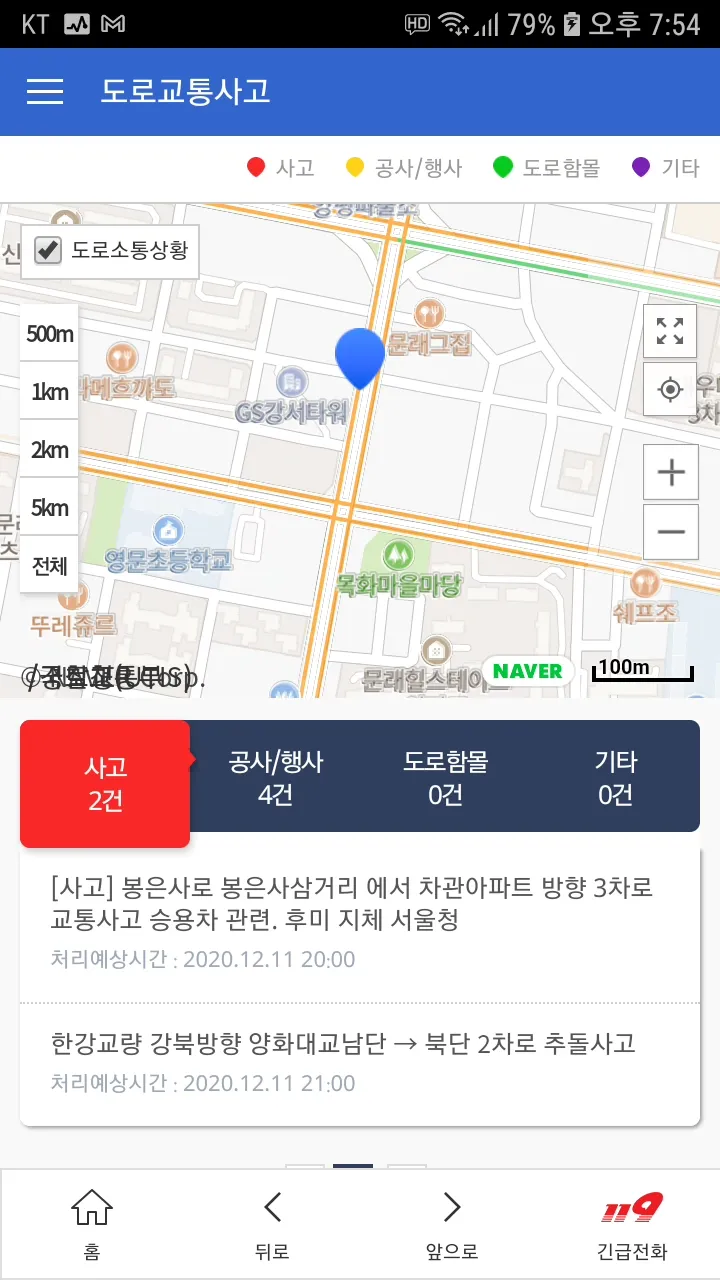 KT HD 79% 오후 7:54
도로교통사고
사고 공사/행사 도로함몰 기타
도로소통상황
500m
문래그집
1km
GS강서타워
2km
5km
전체
영문초등학교
목화마을마당
쉐프조
뚜레쥬르
문래힐스테이
NAVER 100m
사고 공사/행사 도로함몰 기타
2건 4건 0건 0건
[사고] 봉은사로 봉은사삼거리 에서 차관아파트 방향 3차로
교통사고 승용차 관련. 후미 지체 서울청
처리예상시간 : 2020.12.11 20:00
한강교량 강북방향 양화대교남단 → 북단 2차로 추돌사고
처리예상시간 : 2020.12.11 21:00
119
홈 뒤로 앞으로 긴급전화